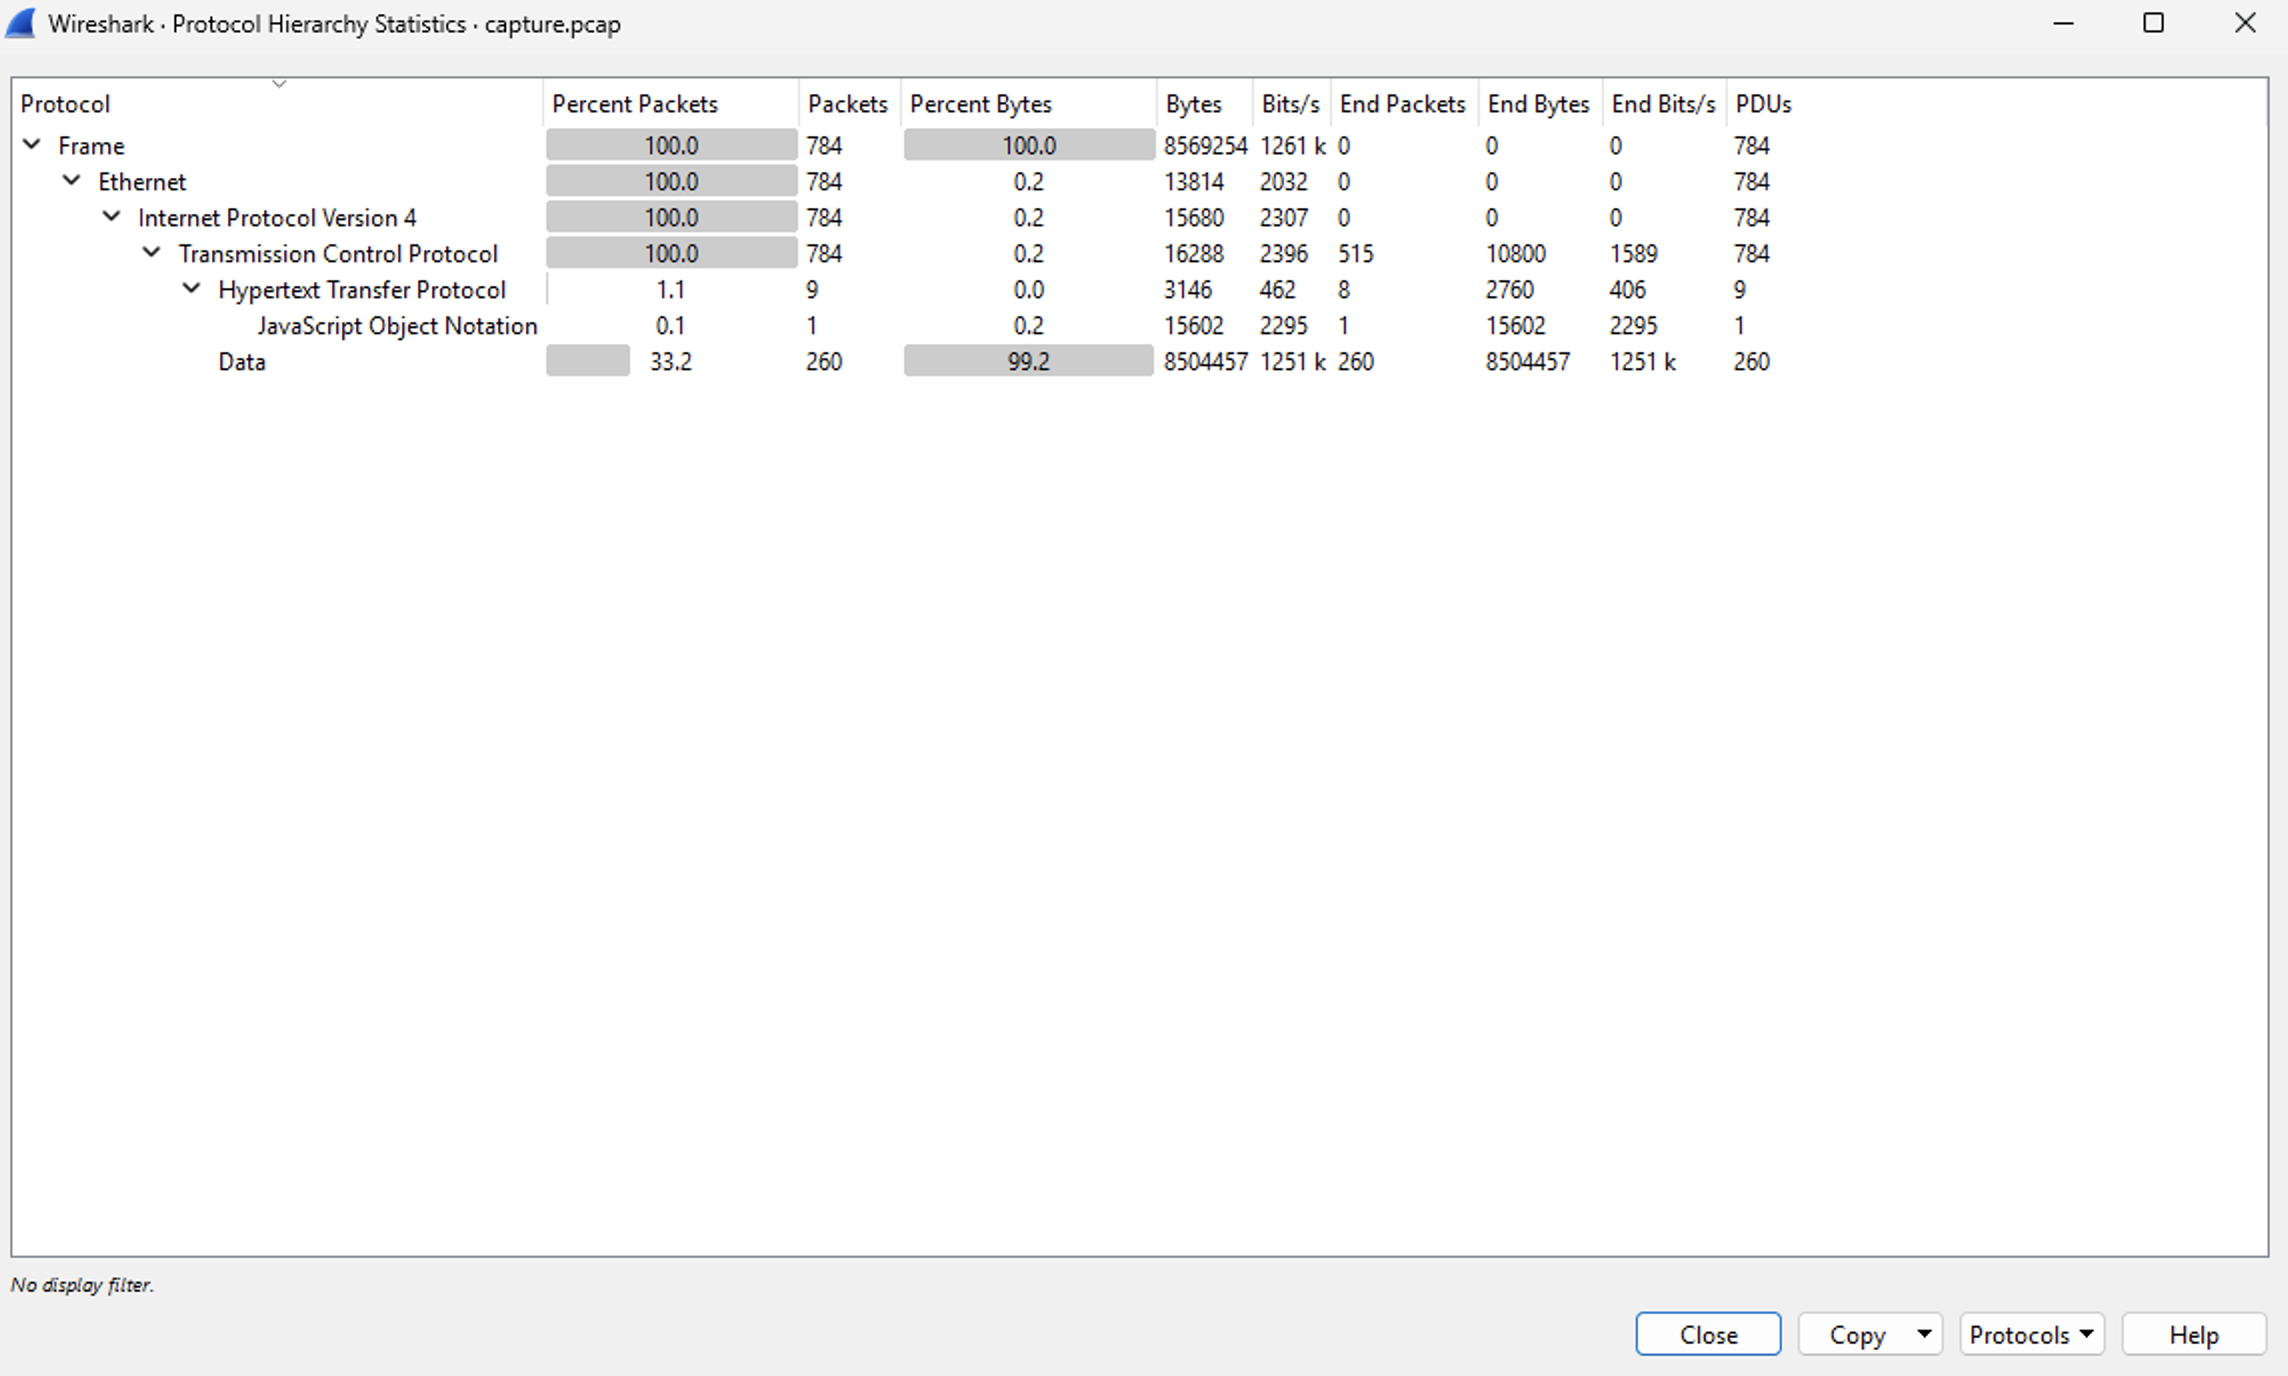 Wireshark · Protocol Hierarchy Statistics · capture.pcap
Protocol Percent Packets Packets Percent Bytes Bytes Bits/s End Packets End Bytes End Bits/s PDUs
Frame 100.0 784 100.0 8569254 1261 k 0 0 0 784
Ethernet 100.0 784 0.2 13814 2032 0 0 0 784
Internet Protocol Version 4 100.0 784 0.2 15680 2307 0 0 0 784
Transmission Control Protocol 100.0 784 0.2 16288 2396 515 10800 1589 784
Hypertext Transfer Protocol 1.1 9 0.0 3146 462 8 2760 406 9
JavaScript Object Notation 0.1 1 0.2 15602 2295 1 15602 2295 1
Data 33.2 260 99.2 8504457 1251 k 260 8504457 1251 k 260
No display filter.
Close Copy Protocols Help